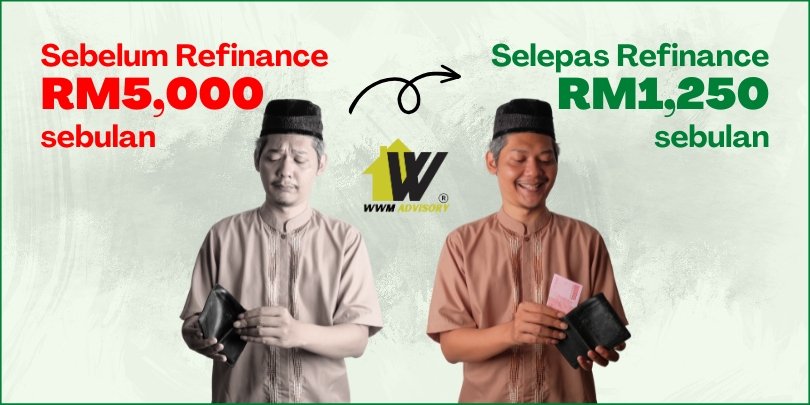 Sebelum Refinance
RM5,000
sebulan
Selepas Refinance
RM1,250
sebulan
W
®
WWM ADVISORY